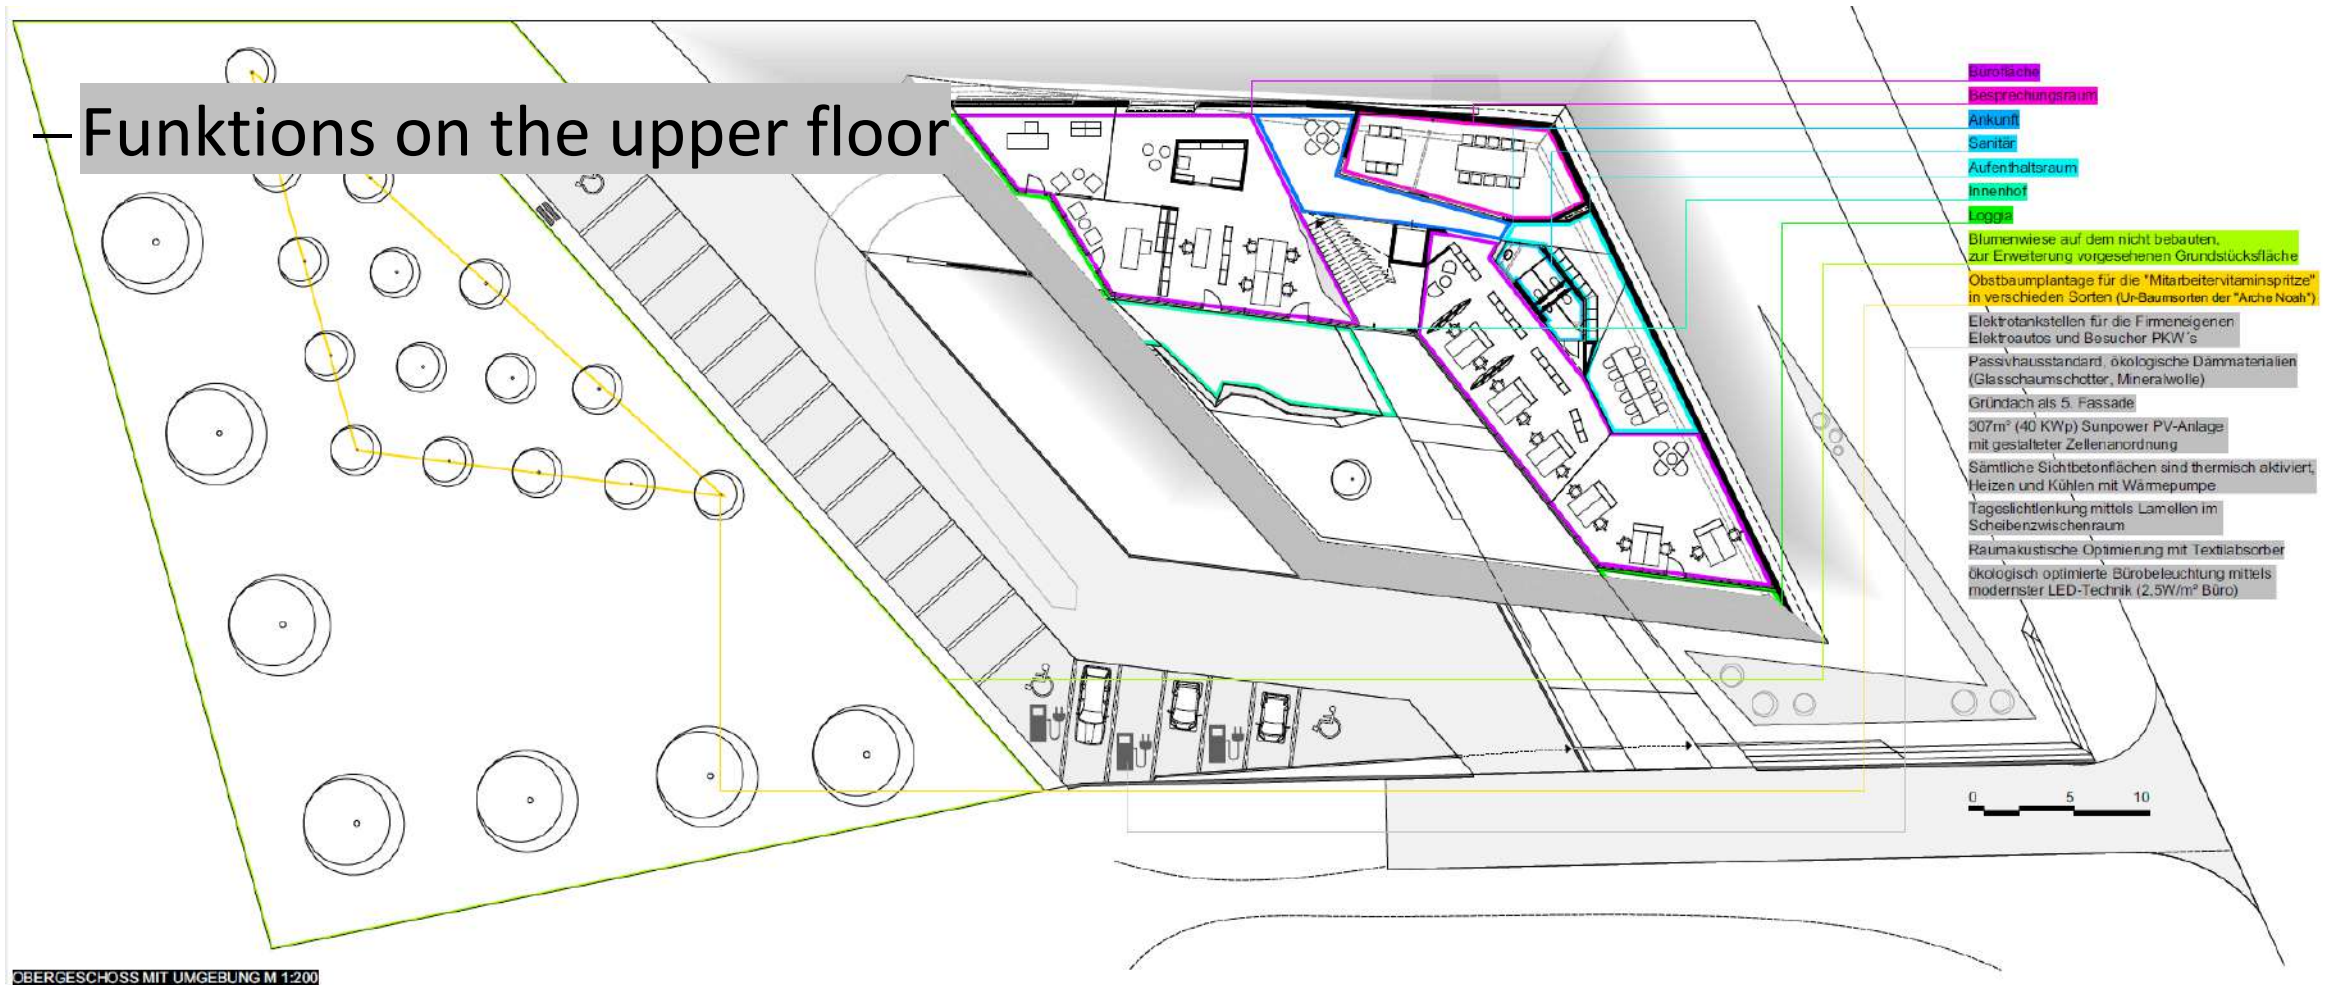 – Funktions on the upper floor
Bürofläche
Besprechungsraum
Ankunft
Sanitär
Aufenthaltsraum
Innenhof
Loggia
Blumenwiese auf dem nicht bebauten,
zur Erweiterung vorgesehenen Grundstücksfläche
Obstbaumplantage für die "Mitarbeitervitaminspritze"
in verschieden Sorten (Ur-Baumsorten der "Arche Noah")
Elektrotankstellen für die Firmeneigenen
Elektroautos und Besucher PKW´s
Passivhausstandard, ökologische Dämmaterialien
(Glasschaumschotter, Mineralwolle)
Gründach als 5. Fassade
307m² (40 KWp) Sunpower PV-Anlage
mit gestalteter Zellenanordnung
Sämtliche Sichtbetonflächen sind thermisch aktiviert,
Heizen und Kühlen mit Wärmepumpe
Tageslichtlenkung mittels Lamellen im
Scheibenzwischenraum
Raumakustische Optimierung mit Textilabsorber
ökologisch optimierte Bürobeleuchtung mittels
modernster LED-Technik (2,5W/m² Büro)
0 5 10
OBERGESCHOSS MIT UMGEBUNG M 1:200